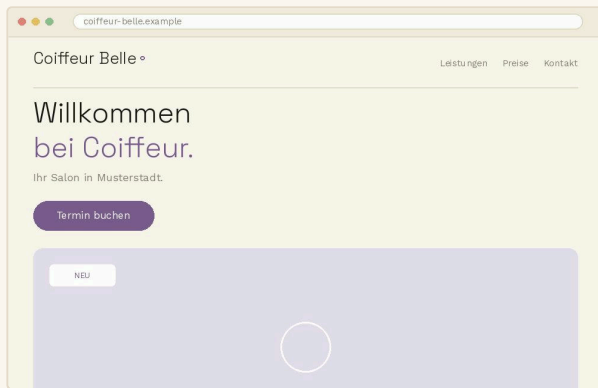 coiffeur-belle.example
Coiffeur Belle
Leistungen Preise Kontakt
Willkommen
bei Coiffeur.
Ihr Salon in Musterstadt.
Termin buchen
NEU